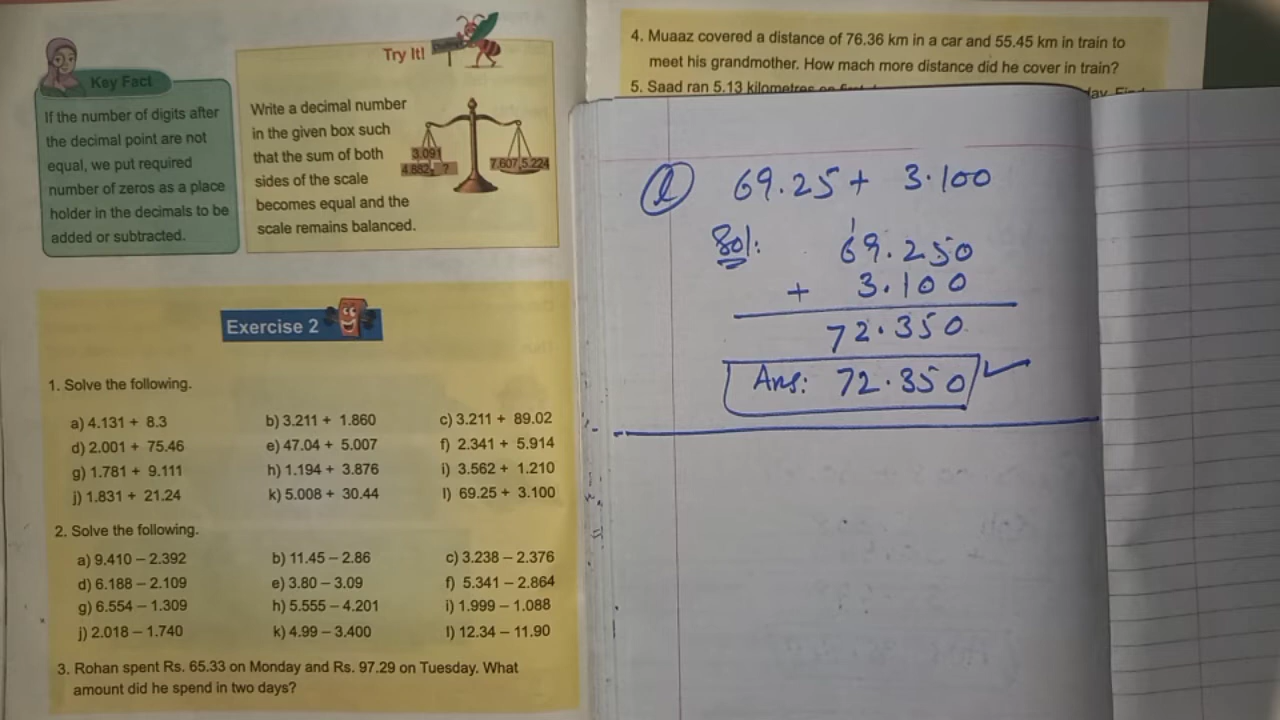 Key Fact
If the number of digits after
the decimal point are not
equal, we put required
number of zeros as a place
holder in the decimals to be
added or subtracted.
Try It!
Write a decimal number
in the given box such
that the sum of both
sides of the scale
becomes equal and the
scale remains balanced.
3.091
4.882, ?
7.607,5.224
Exercise 2
1. Solve the following.
a) 4.131 + 8.3
b) 3.211 + 1.860
c) 3.211 + 89.02
d) 2.001 + 75.46
e) 47.04 + 5.007
f) 2.341 + 5.914
g) 1.781 + 9.111
h) 1.194 + 3.876
i) 3.562 + 1.210
j) 1.831 + 21.24
k) 5.008 + 30.44
l) 69.25 + 3.100
2. Solve the following.
a) 9.410 – 2.392
b) 11.45 – 2.86
c) 3.238 – 2.376
d) 6.188 – 2.109
e) 3.80 – 3.09
f) 5.341 – 2.864
g) 6.554 – 1.309
h) 5.555 – 4.201
i) 1.999 – 1.088
j) 2.018 – 1.740
k) 4.99 – 3.400
l) 12.34 – 11.90
3. Rohan spent Rs. 65.33 on Monday and Rs. 97.29 on Tuesday. What
amount did he spend in two days?
4. Muaaz covered a distance of 76.36 km in a car and 55.45 km in train to
meet his grandmother. How mach more distance did he cover in train?
5. Saad ran 5.13 kilometres on first
l 69.25 + 3.100
Sol:
1
69.250
+ 3.100
72.350
Ans: 72.350